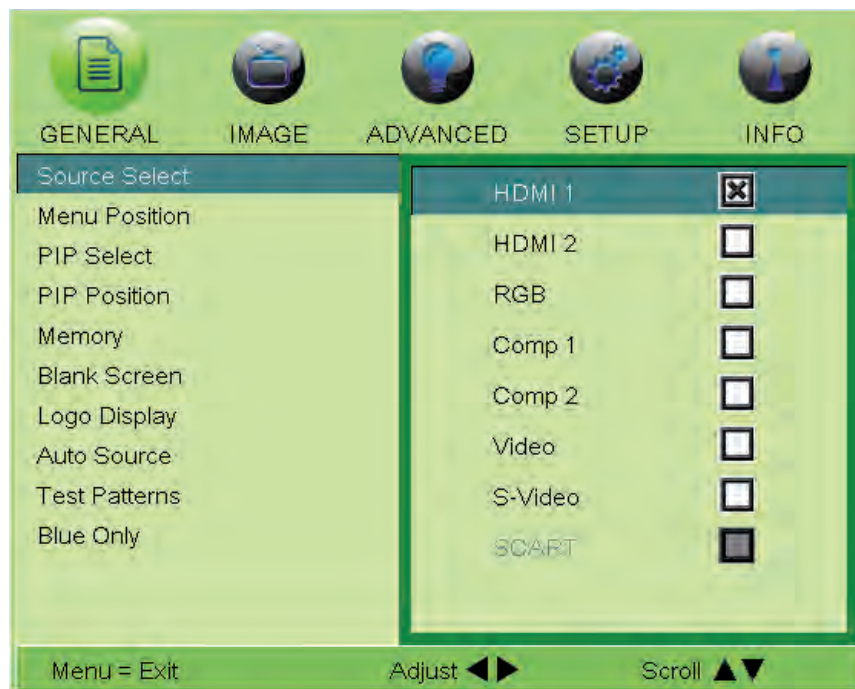 GENERAL IMAGE ADVANCED SETUP INFO
Source Select
Menu Position
PIP Select
PIP Position
Memory
Blank Screen
Logo Display
Auto Source
Test Patterns
Blue Only
HDMI 1
HDMI 2
RGB
Comp 1
Comp 2
Video
S-Video
SCART
Menu = Exit Adjust ◀▶ Scroll ▲▼